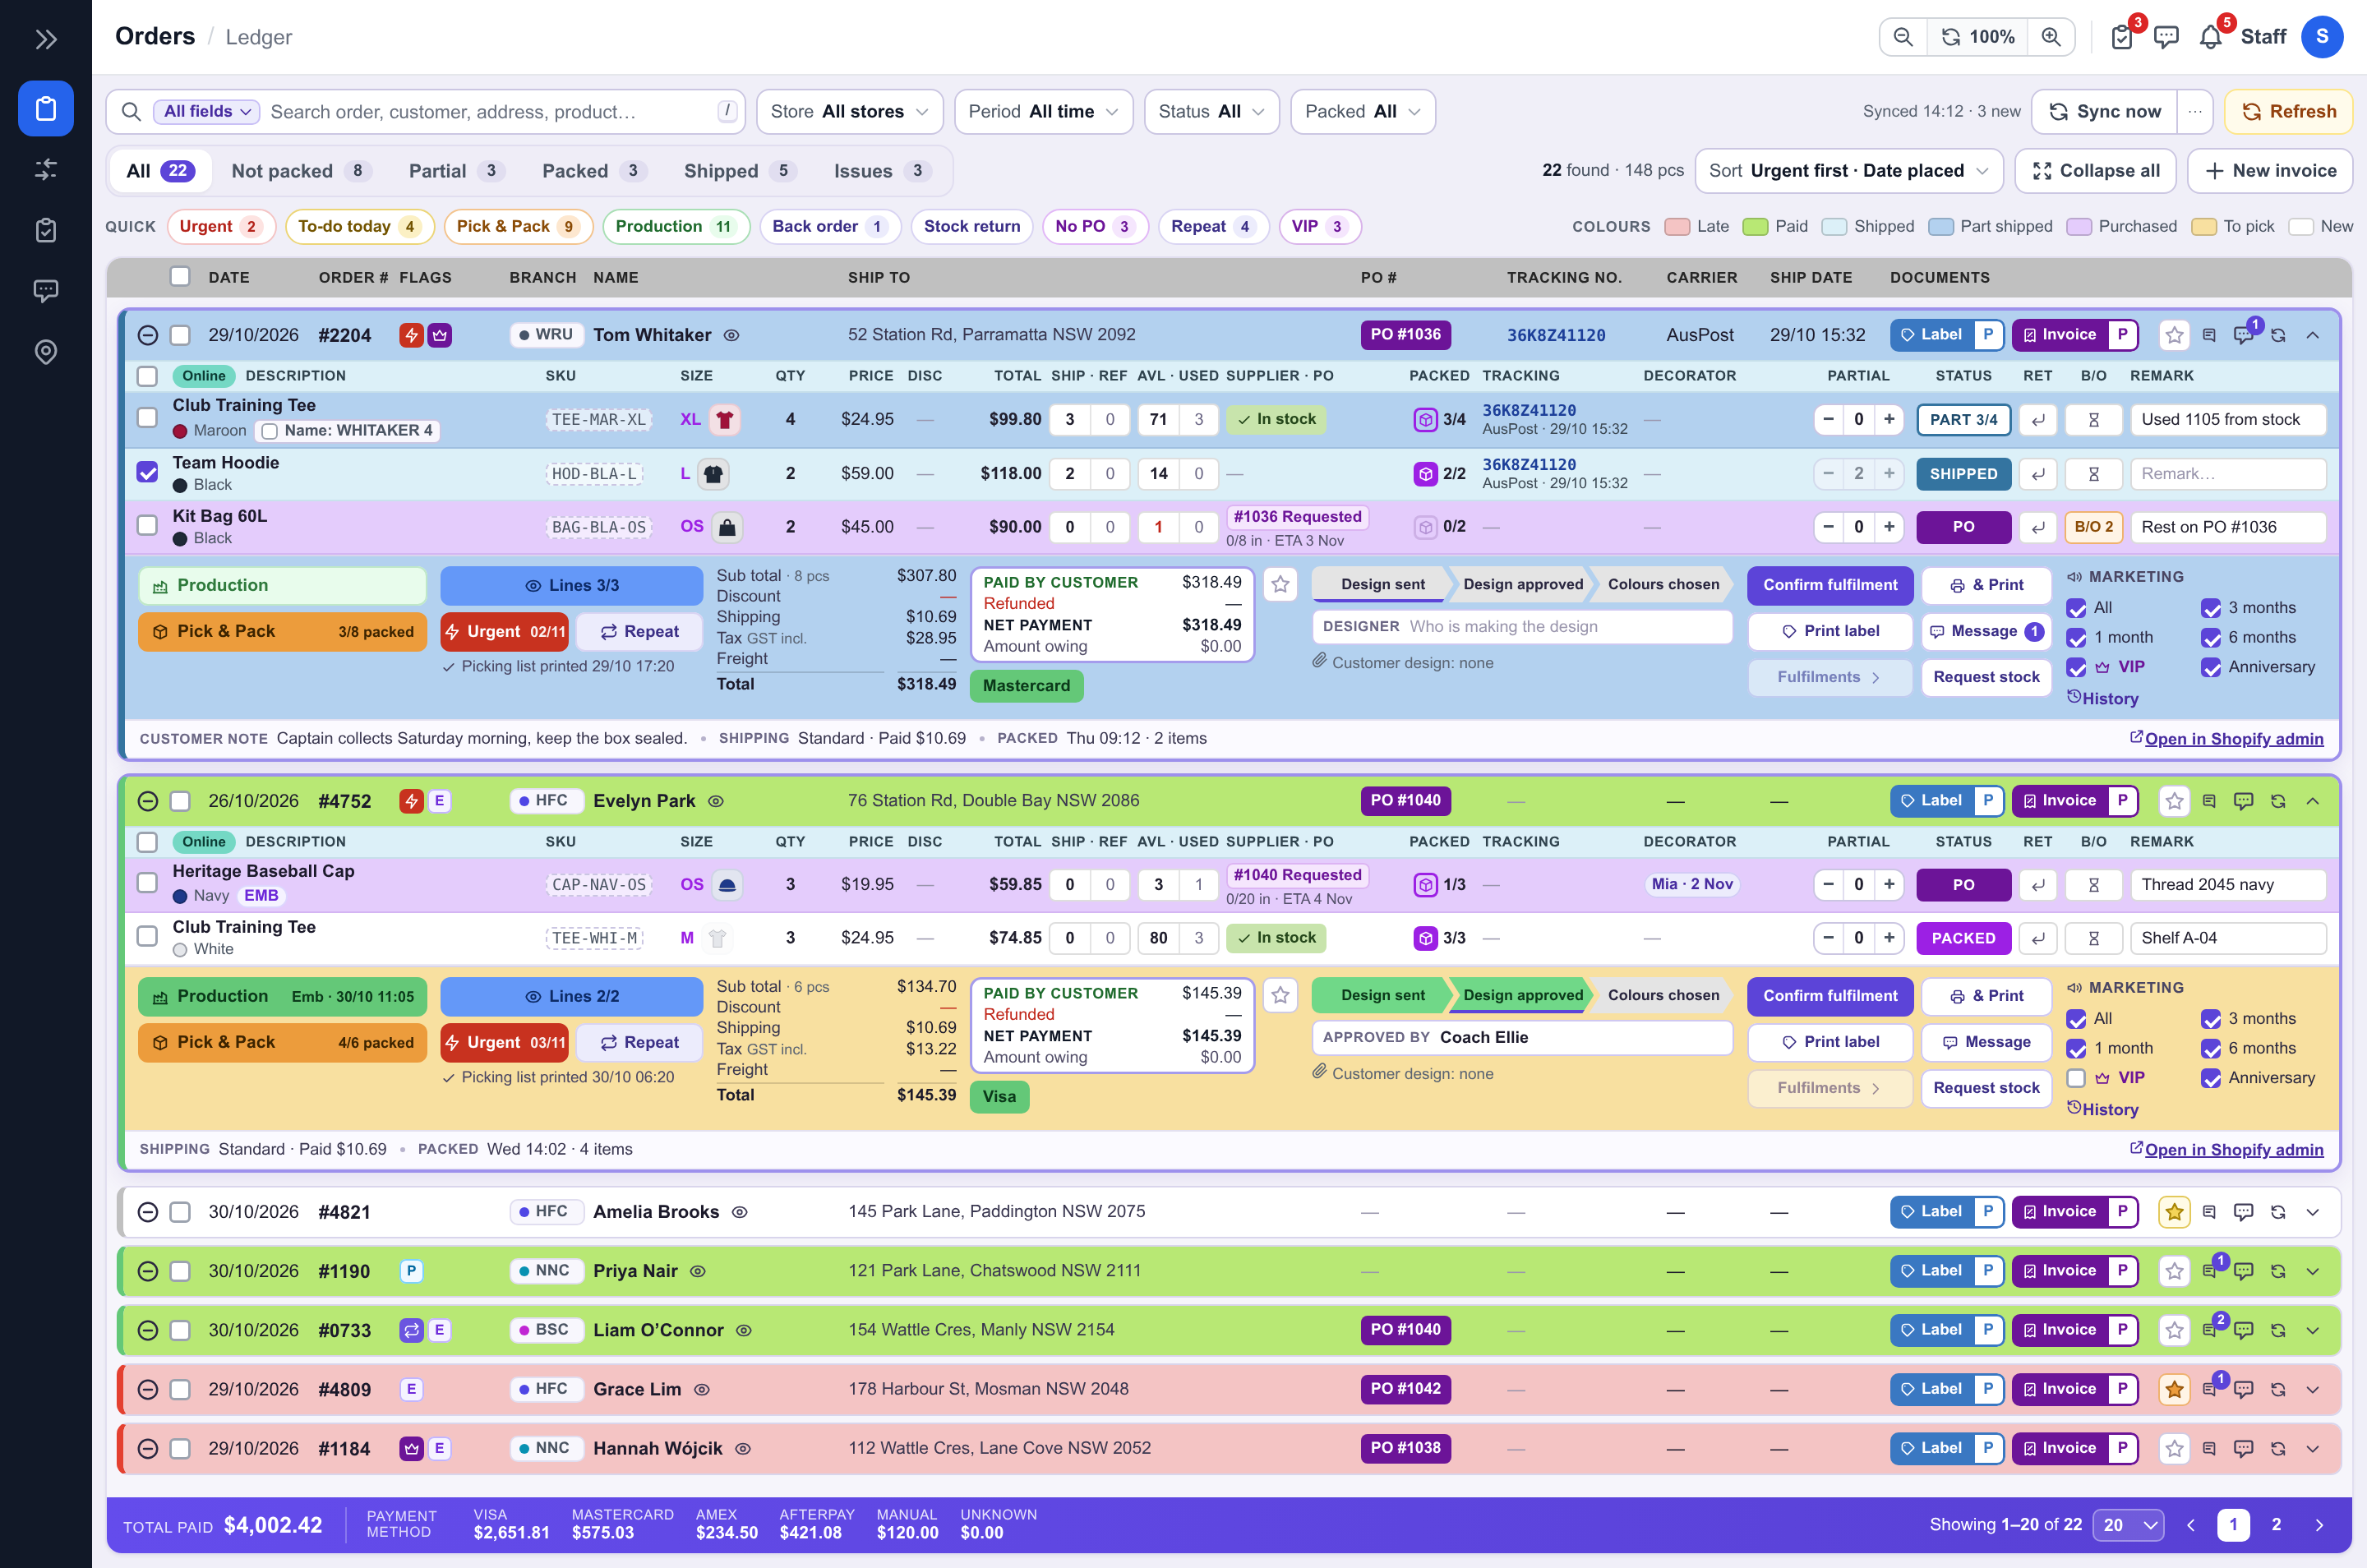 Orders / Ledger
100%
3
5
Staff
S
All fields
Search order, customer, address, product…
/
Store All stores
Period All time
Status All
Packed All
Synced 14:12 · 3 new
Sync now
···
Refresh
All 22
Not packed 8
Partial 3
Packed 3
Shipped 5
Issues 3
22 found · 148 pcs
Sort Urgent first · Date placed
Collapse all
New invoice
QUICK
Urgent 2
To-do today 4
Pick & Pack 9
Production 11
Back order 1
Stock return
No PO 3
Repeat 4
VIP 3
COLOURS Late Paid Shipped Part shipped Purchased To pick New
DATE ORDER # FLAGS BRANCH NAME SHIP TO PO # TRACKING NO. CARRIER SHIP DATE DOCUMENTS
29/10/2026 #2204 WRU Tom Whitaker 52 Station Rd, Parramatta NSW 2092 PO #1036 36K8Z41120 AusPost 29/10 15:32 Label P Invoice P 1
Online DESCRIPTION SKU SIZE QTY PRICE DISC TOTAL SHIP · REF AVL · USED SUPPLIER · PO PACKED TRACKING DECORATOR PARTIAL STATUS RET B/O REMARK
Club Training Tee TEE-MAR-XL XL 4 $24.95 — $99.80 3 0 71 3 In stock 3/4 36K8Z41120 — − 0 + PART 3/4 Used 1105 from stock
Maroon Name: WHITAKER 4 AusPost · 29/10 15:32
Team Hoodie HOD-BLA-L L 2 $59.00 — $118.00 2 0 14 0 — 2/2 36K8Z41120 — − 2 + SHIPPED Remark…
Black AusPost · 29/10 15:32
Kit Bag 60L BAG-BLA-OS OS 2 $45.00 — $90.00 0 0 1 0 #1036 Requested 0/2 — — − 0 + PO B/O 2 Rest on PO #1036
Black 0/8 in · ETA 3 Nov
Production
Pick & Pack 3/8 packed
Lines 3/3
Urgent 02/11
Repeat
Picking list printed 29/10 17:20
Sub total · 8 pcs $307.80
Discount —
Shipping $10.69
Tax GST incl. $28.95
Freight —
Total $318.49
PAID BY CUSTOMER $318.49
Refunded —
NET PAYMENT $318.49
Amount owing $0.00
Mastercard
Design sent Design approved Colours chosen
DESIGNER Who is making the design
Customer design: none
Confirm fulfilment
& Print
Print label
Message 1
Fulfilments
Request stock
MARKETING
All 3 months
1 month 6 months
VIP Anniversary
History
CUSTOMER NOTE Captain collects Saturday morning, keep the box sealed. • SHIPPING Standard · Paid $10.69 • PACKED Thu 09:12 · 2 items
Open in Shopify admin
26/10/2026 #4752 E HFC Evelyn Park 76 Station Rd, Double Bay NSW 2086 PO #1040 — — — Label P Invoice P
Online DESCRIPTION SKU SIZE QTY PRICE DISC TOTAL SHIP · REF AVL · USED SUPPLIER · PO PACKED TRACKING DECORATOR PARTIAL STATUS RET B/O REMARK
Heritage Baseball Cap CAP-NAV-OS OS 3 $19.95 — $59.85 0 0 3 1 #1040 Requested 1/3 — Mia · 2 Nov − 0 + PO Thread 2045 navy
Navy EMB 0/20 in · ETA 4 Nov
Club Training Tee TEE-WHI-M M 3 $24.95 — $74.85 0 0 80 3 In stock 3/3 — — − 0 + PACKED Shelf A-04
White
Production Emb · 30/10 11:05
Pick & Pack 4/6 packed
Lines 2/2
Urgent 03/11
Repeat
Picking list printed 30/10 06:20
Sub total · 6 pcs $134.70
Discount —
Shipping $10.69
Tax GST incl. $13.22
Freight —
Total $145.39
PAID BY CUSTOMER $145.39
Refunded —
NET PAYMENT $145.39
Amount owing $0.00
Visa
Design sent Design approved Colours chosen
APPROVED BY Coach Ellie
Customer design: none
Confirm fulfilment
& Print
Print label
Message
Fulfilments
Request stock
MARKETING
All 3 months
1 month 6 months
VIP Anniversary
History
SHIPPING Standard · Paid $10.69 • PACKED Wed 14:02 · 4 items
Open in Shopify admin
30/10/2026 #4821 HFC Amelia Brooks 145 Park Lane, Paddington NSW 2075 — — — — Label P Invoice P
30/10/2026 #1190 P NNC Priya Nair 121 Park Lane, Chatswood NSW 2111 — — — — Label P Invoice P 1
30/10/2026 #0733 E BSC Liam O’Connor 154 Wattle Cres, Manly NSW 2154 PO #1040 — — — Label P Invoice P 2
29/10/2026 #4809 E HFC Grace Lim 178 Harbour St, Mosman NSW 2048 PO #1042 — — — Label P Invoice P 1
29/10/2026 #1184 E NNC Hannah Wójcik 112 Wattle Cres, Lane Cove NSW 2052 PO #1038 — — — Label P Invoice P
TOTAL PAID $4,002.42
PAYMENT METHOD
VISA $2,651.81
MASTERCARD $575.03
AMEX $234.50
AFTERPAY $421.08
MANUAL $120.00
UNKNOWN $0.00
Showing 1–20 of 22
20
1 2